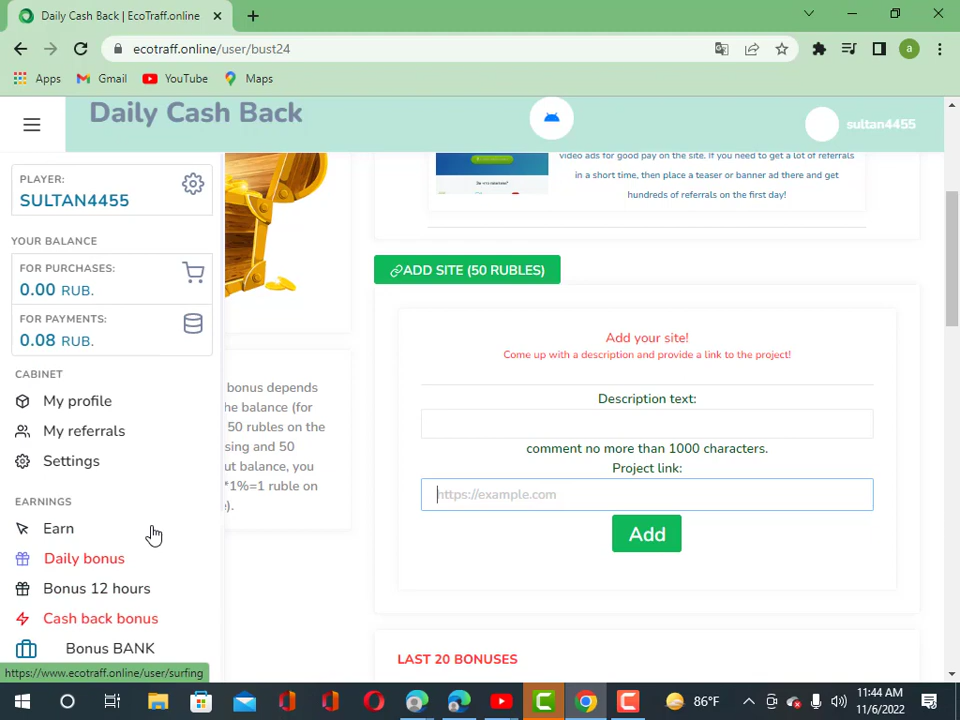 Daily Cash Back | EcoTraff.online
ecotraff.online/user/bust24
a
Apps
Gmail
YouTube
Maps
Daily Cash Back
sultan4455
PLAYER:
SULTAN4455
YOUR BALANCE
FOR PURCHASES:
0.00 RUB.
FOR PAYMENTS:
0.08 RUB.
CABINET
My profile
My referrals
Settings
EARNINGS
Earn
Daily bonus
Bonus 12 hours
Cash back bonus
Bonus BANK
https://www.ecotraff.online/user/surfing
bonus depends
he balance (for
50 rubles on the
sing and 50
ut balance, you
*1%=1 ruble on
e).
video ads for good pay on the site. If you need to get a lot of referrals
in a short time, then place a teaser or banner ad there and get
hundreds of referrals on the first day!
ADD SITE (50 RUBLES)
Add your site!
Come up with a description and provide a link to the project!
Description text:
comment no more than 1000 characters.
Project link:
https://example.com
Add
LAST 20 BONUSES
86°F
11:44 AM
11/6/2022